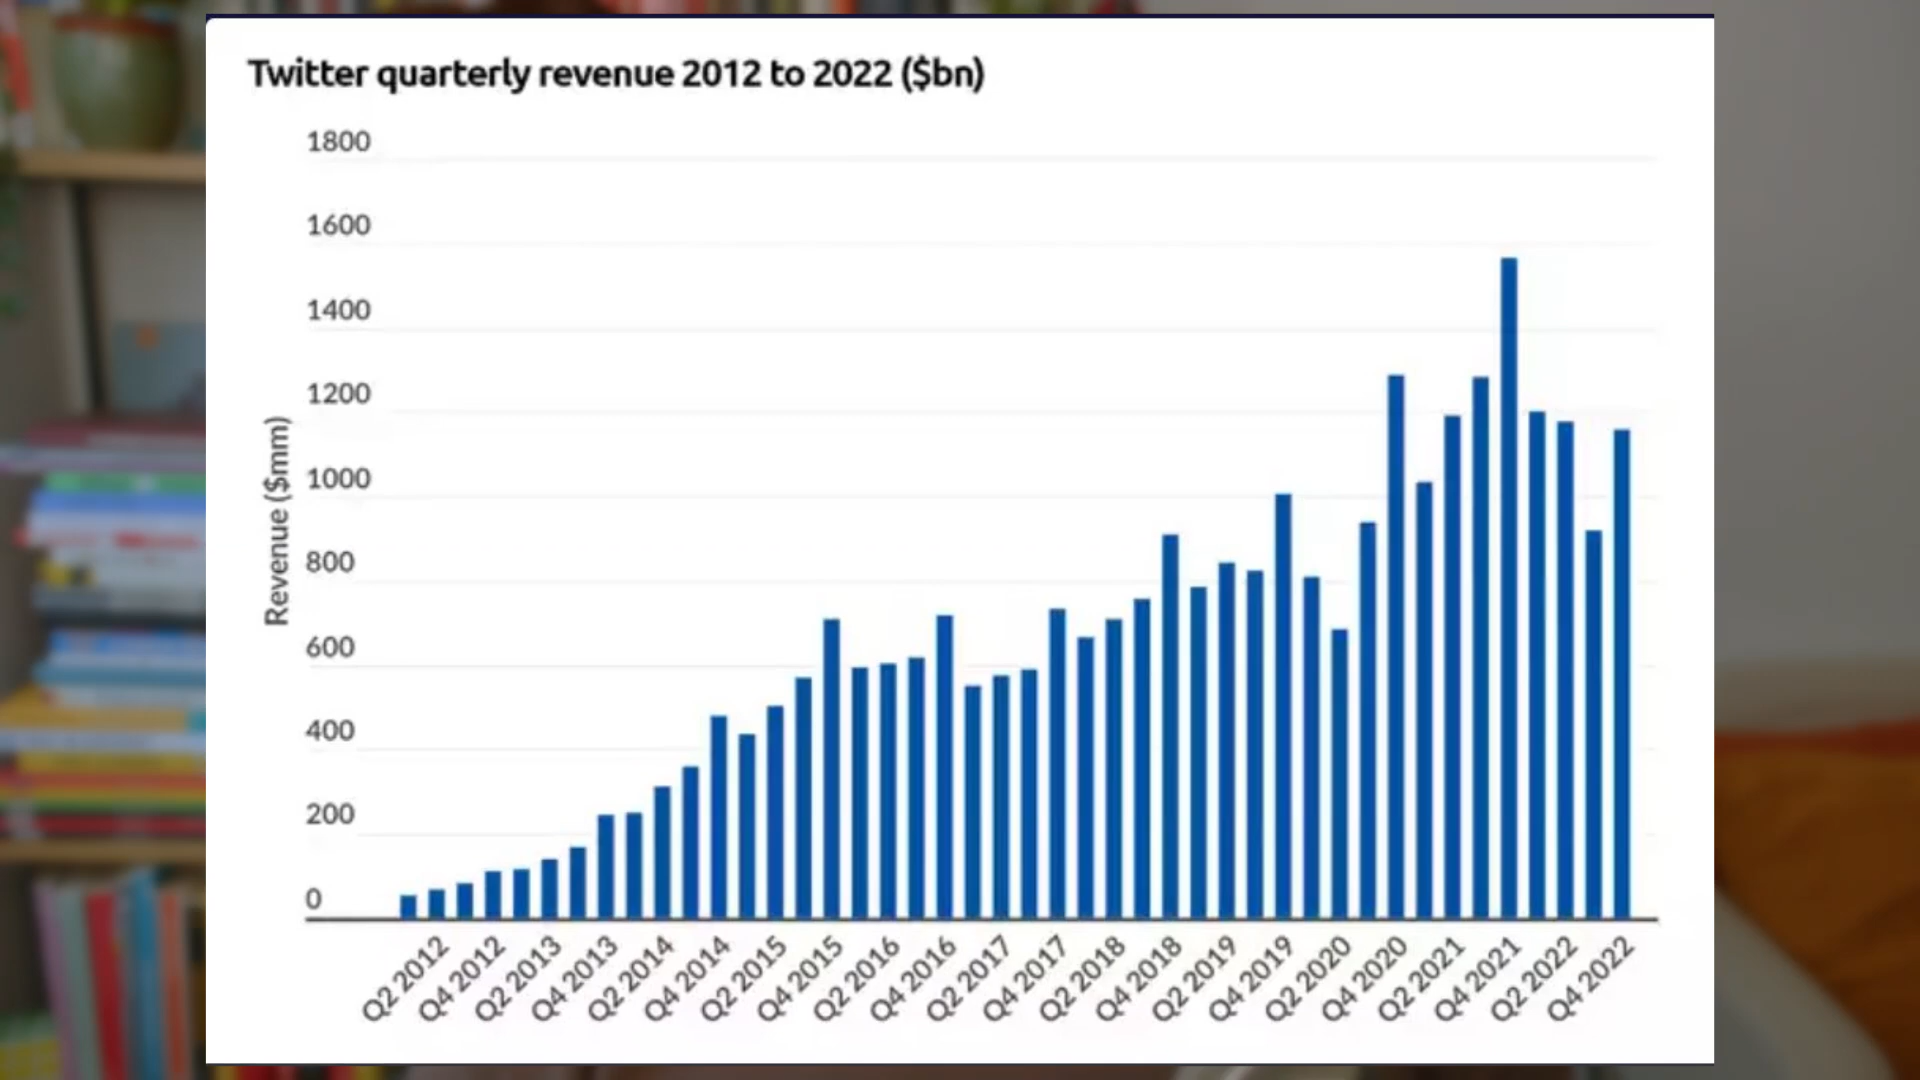 Twitter quarterly revenue 2012 to 2022 ($bn)
1800
1600
1400
1200
1000
800
600
400
200
0
Revenue ($mm)
Q2 2012
Q4 2012
Q2 2013
Q4 2013
Q2 2014
Q4 2014
Q2 2015
Q4 2015
Q2 2016
Q4 2016
Q2 2017
Q4 2017
Q2 2018
Q4 2018
Q2 2019
Q4 2019
Q2 2020
Q4 2020
Q2 2021
Q4 2021
Q2 2022
Q4 2022